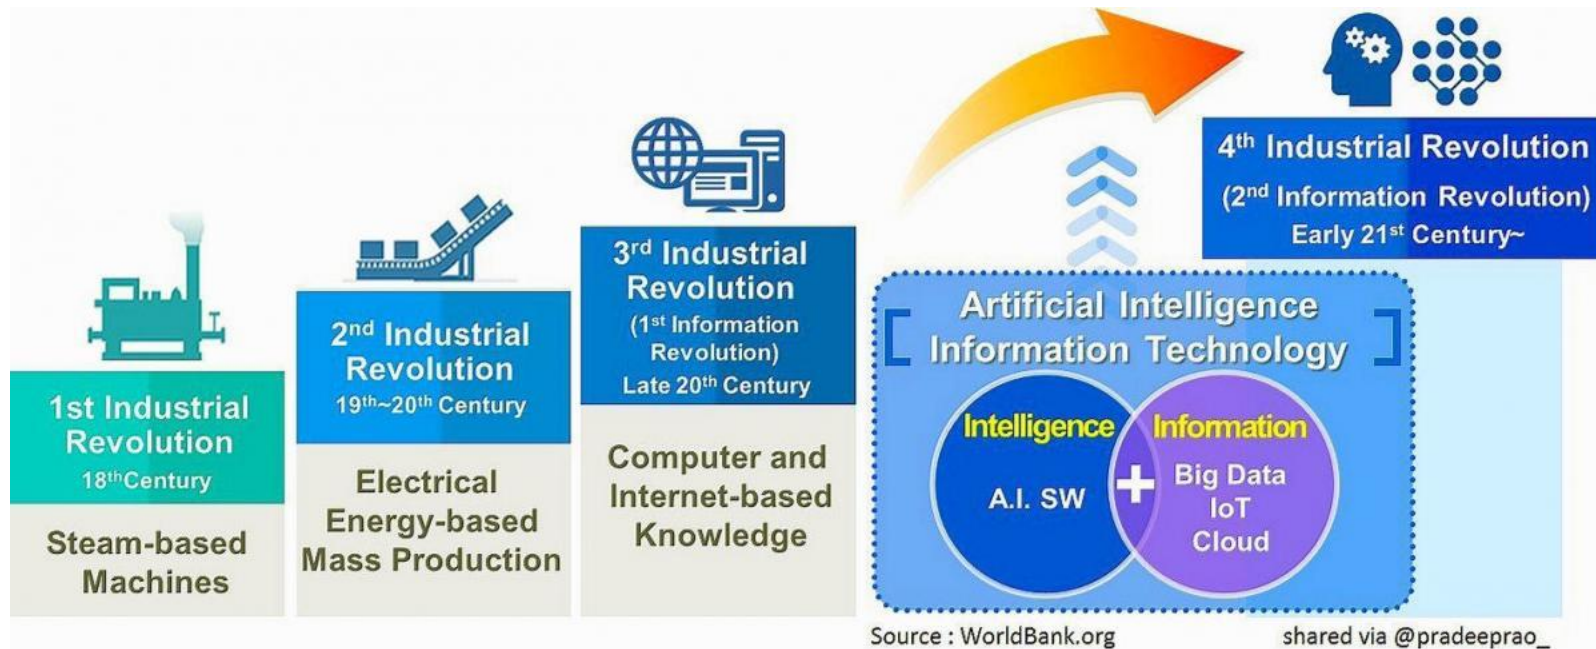 1st Industrial
Revolution
18thCentury
Steam-based
Machines
2nd Industrial
Revolution
19th~20th Century
Electrical
Energy-based
Mass Production
3rd Industrial
Revolution
(1st Information
Revolution)
Late 20th Century
Computer and
Internet-based
Knowledge
4th Industrial Revolution
(2nd Information Revolution)
Early 21st Century~
Artificial Intelligence
Information Technology
Intelligence
A.I. SW
+
Information
Big Data
IoT
Cloud
Source : WorldBank.org
shared via @pradeeprao_